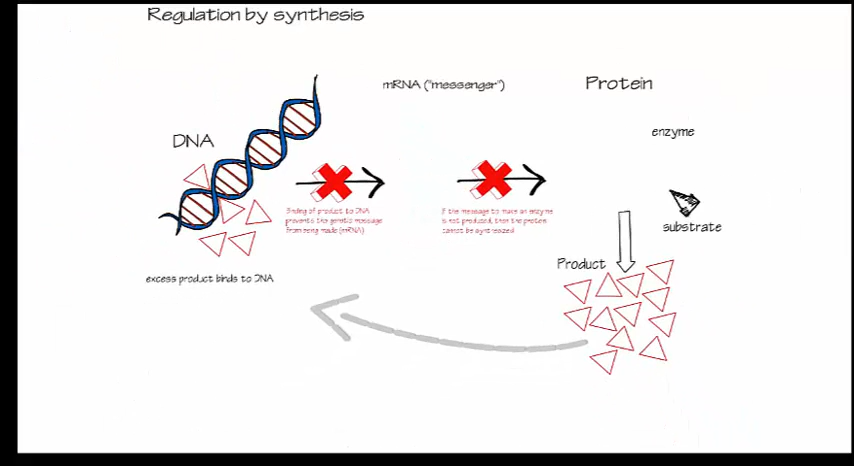 Regulation by synthesis
mRNA ("messenger")
Protein
enzyme
DNA
Binding of product to DNA
prevents the genetic message
from being made (mRNA)
If the message to make an enzyme
is not produced, then the protein
cannot be synthesized
substrate
Product
excess product binds to DNA